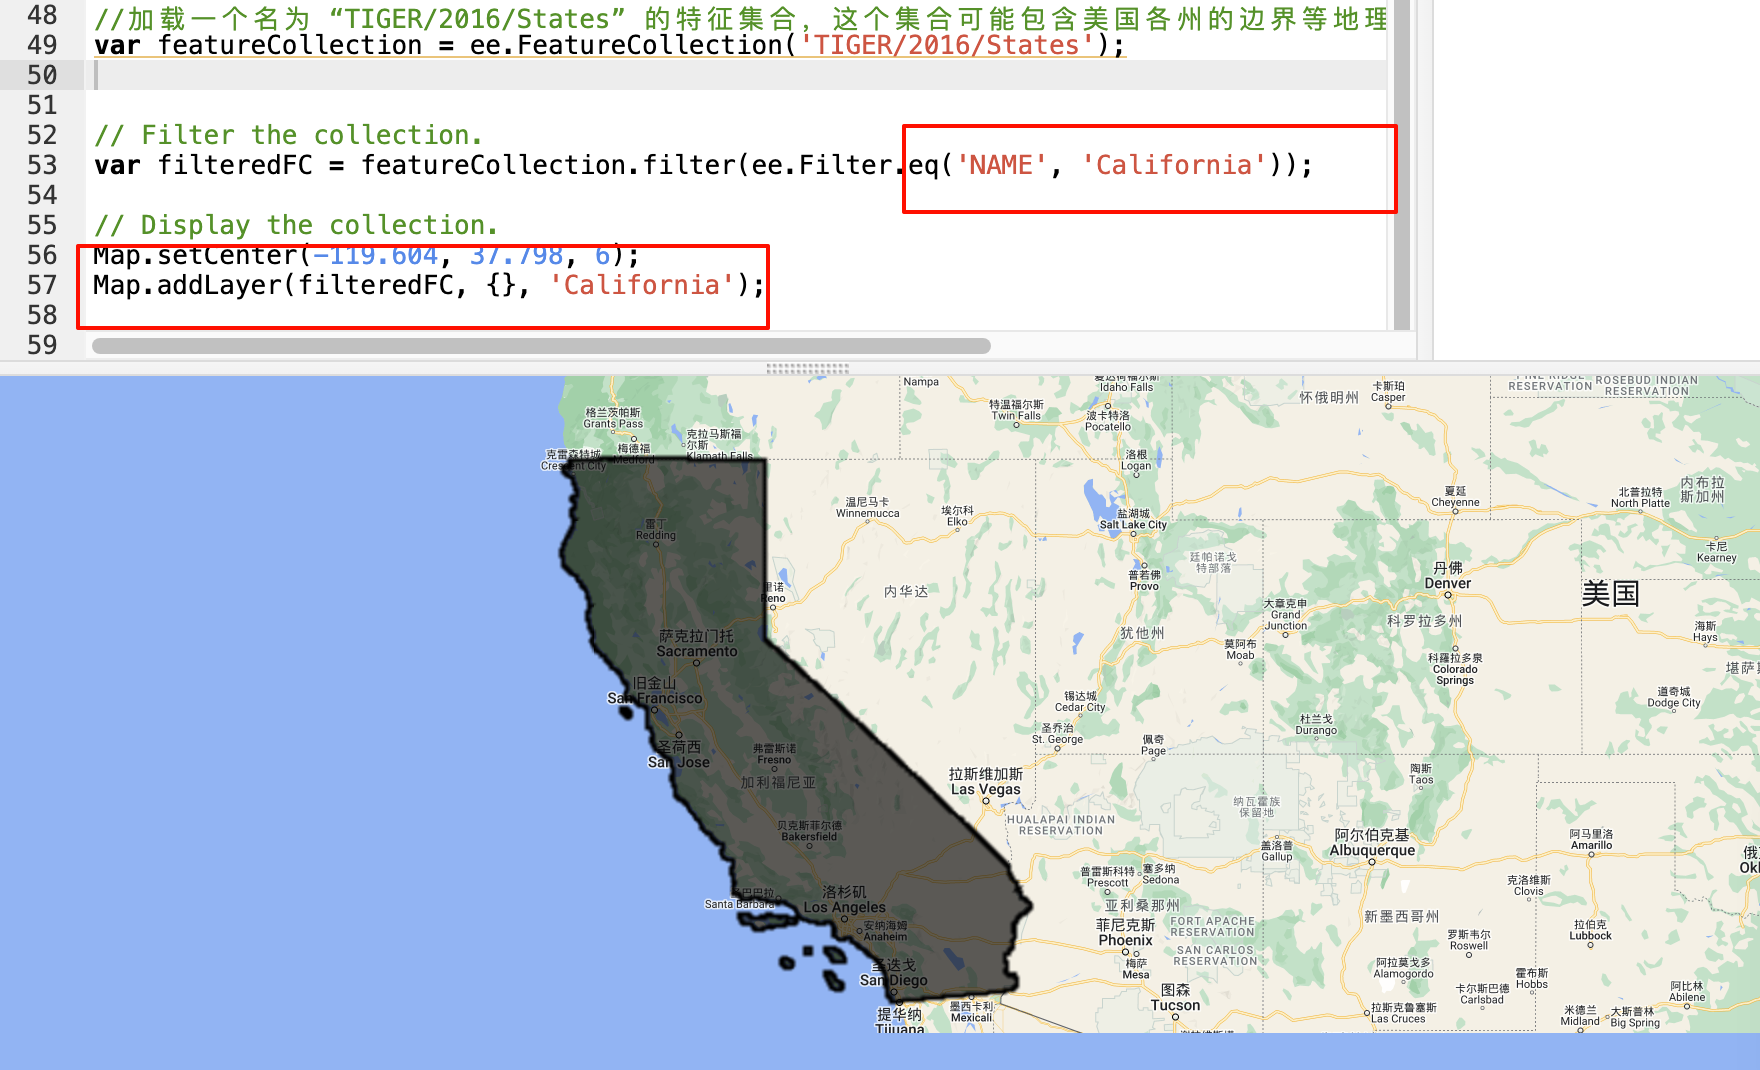 48 //加载一个名为 “TIGER/2016/States” 的特征集合，这个集合可能包含美国各州的边界等地理
49 var featureCollection = ee.FeatureCollection('TIGER/2016/States');
50
51
52 // Filter the collection.
53 var filteredFC = featureCollection.filter(ee.Filter.eq('NAME', 'California'));
54
55 // Display the collection.
56 Map.setCenter(-119.604, 37.798, 6);
57 Map.addLayer(filteredFC, {}, 'California');
58
59
Nampa
Idaho Falls
卡斯珀
Casper
RESERVATION
ROSEBUD INDIAN
RESERVATION
怀俄明州
特温福尔斯
Twin Falls
波卡特洛
Pocatello
格兰茨帕斯
Grants Pass
梅德福
Medford
克拉马斯福
尔斯
Klamath Falls
克雷森特城
Crescent City
洛根
Logan
温尼马卡
Winnemucca
埃尔科
Elko
盐湖城
Salt Lake City
夏延
Cheyenne
北普拉特
North Platte
内布拉
斯加州
卡尼
Kearney
雷丁
Redding
廷帕诺戈
特部落
普若佛
Provo
丹佛
Denver
美国
里诺
Reno
内华达
大章克申
Grand
Junction
科罗拉多州
海斯
Hays
犹他州
莫阿布
Moab
萨克拉门托
Sacramento
科羅拉多泉
Colorado
Springs
堪萨斯
旧金山
San Francisco
锡达城
Cedar City
道奇城
Dodge City
圣乔治
St. George
佩奇
Page
杜兰戈
Durango
圣荷西
San Jose
弗雷斯诺
Fresno
加利福尼亚
拉斯维加斯
Las Vegas
陶斯
Taos
纳瓦霍族
保留地
HUALAPAI INDIAN
RESERVATION
贝克斯菲尔德
Bakersfield
阿尔伯克基
Albuquerque
盖洛普
Gallup
阿马里洛
Amarillo
普雷斯科特
Prescott
塞多纳
Sedona
克洛维斯
Clovis
巴巴拉
Santa Barbara
洛杉矶
Los Angeles
安纳海姆
Anaheim
亚利桑那州
菲尼克斯
Phoenix
FORT APACHE
RESERVATION
SAN CARLOS
RESERVATION
新墨西哥州
罗斯韦尔
Roswell
拉伯克
Lubbock
梅萨
Mesa
圣迭戈
San Diego
阿拉莫戈多
Alamogordo
霍布斯
Hobbs
卡尔斯巴德
Carlsbad
阿比林
Abilene
图森
Tucson
墨西卡利
Mexicali
提华纳
Tijuana
拉斯克鲁塞斯
Las Cruces
米德兰
Midland
大斯普林
Big Spring